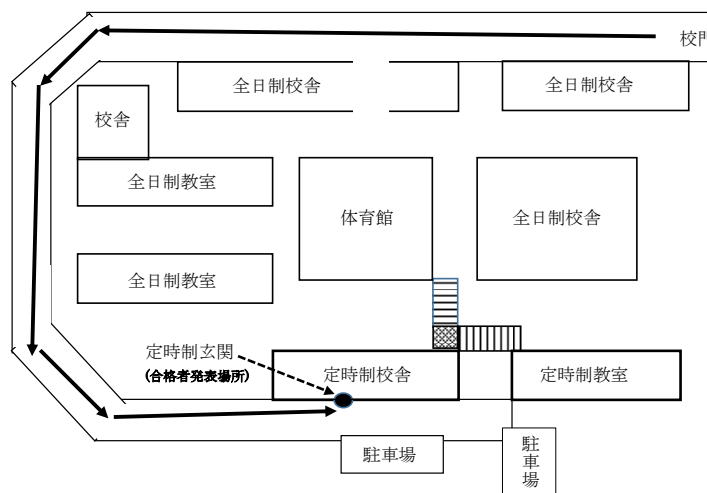 校門
全日制校舎
全日制校舎
校舎
全日制教室
体育館
全日制校舎
全日制教室
定時制玄関
(合格者発表場所)
定時制校舎
定時制教室
駐車場
駐車場